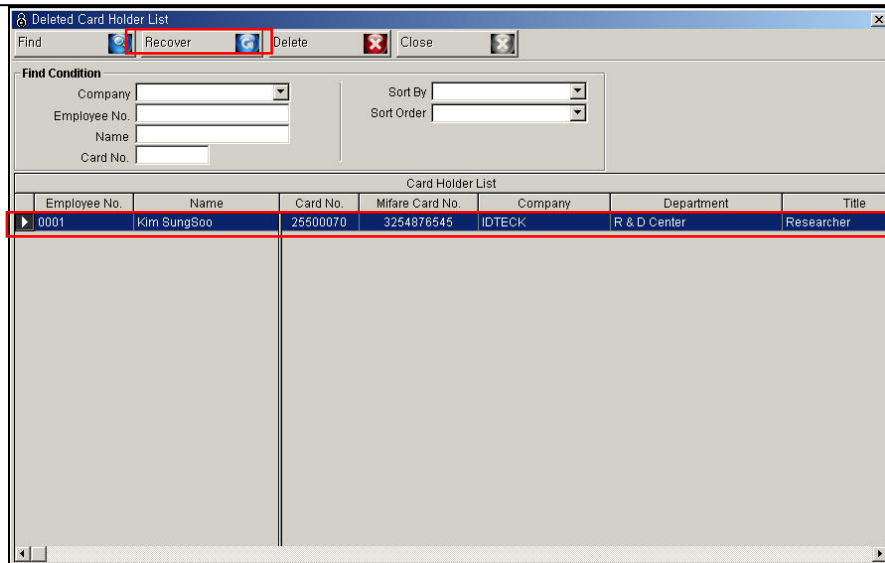 Deleted Card Holder List
Find Recover Delete Close
Find Condition
Company Sort By
Employee No. Sort Order
Name
Card No.
Card Holder List
Employee No. Name Card No. Mifare Card No. Company Department Title
0001 Kim SungSoo 25500070 3254876545 IDTECK R & D Center Researcher